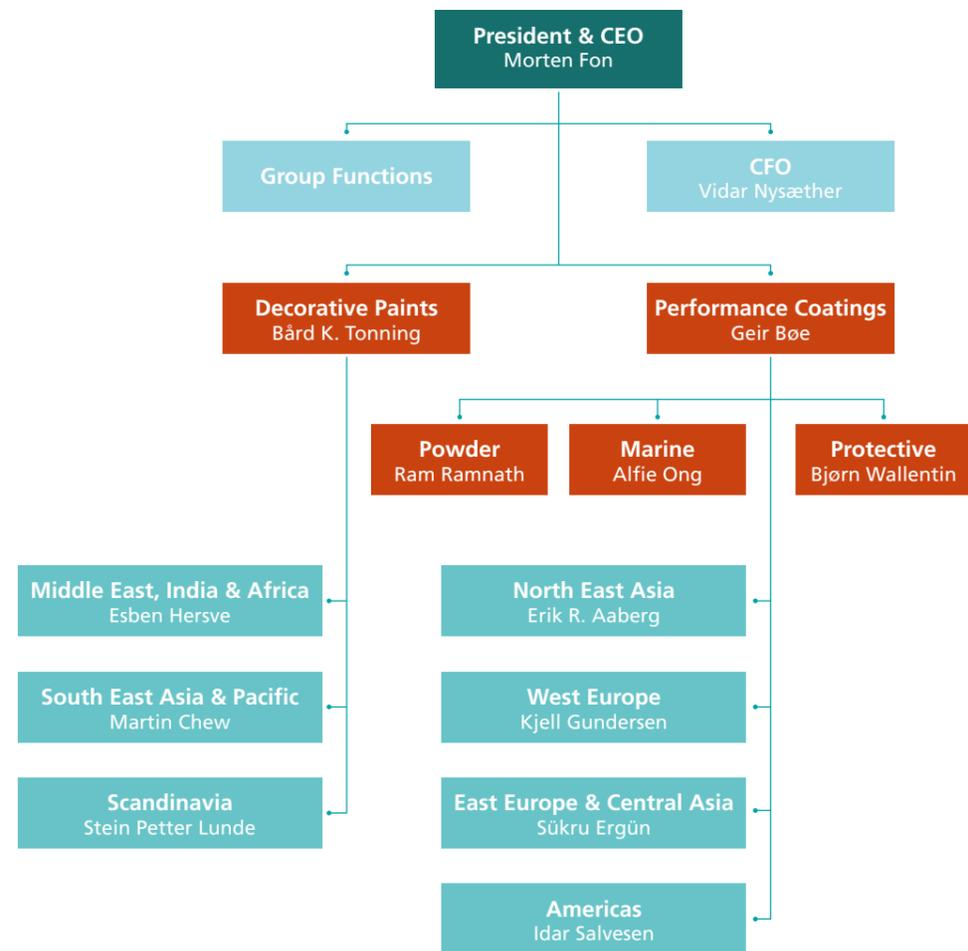 President & CEO
Morten Fon
Group Functions
CFO
Vidar Nysæther
Decorative Paints
Bård K. Tonning
Performance Coatings
Geir Bøe
Powder
Ram Ramnath
Marine
Alfie Ong
Protective
Bjørn Wallentin
Middle East, India & Africa
Esben Hersve
North East Asia
Erik R. Aaberg
South East Asia & Pacific
Martin Chew
West Europe
Kjell Gundersen
Scandinavia
Stein Petter Lunde
East Europe & Central Asia
Sükru Ergün
Americas
Idar Salvesen